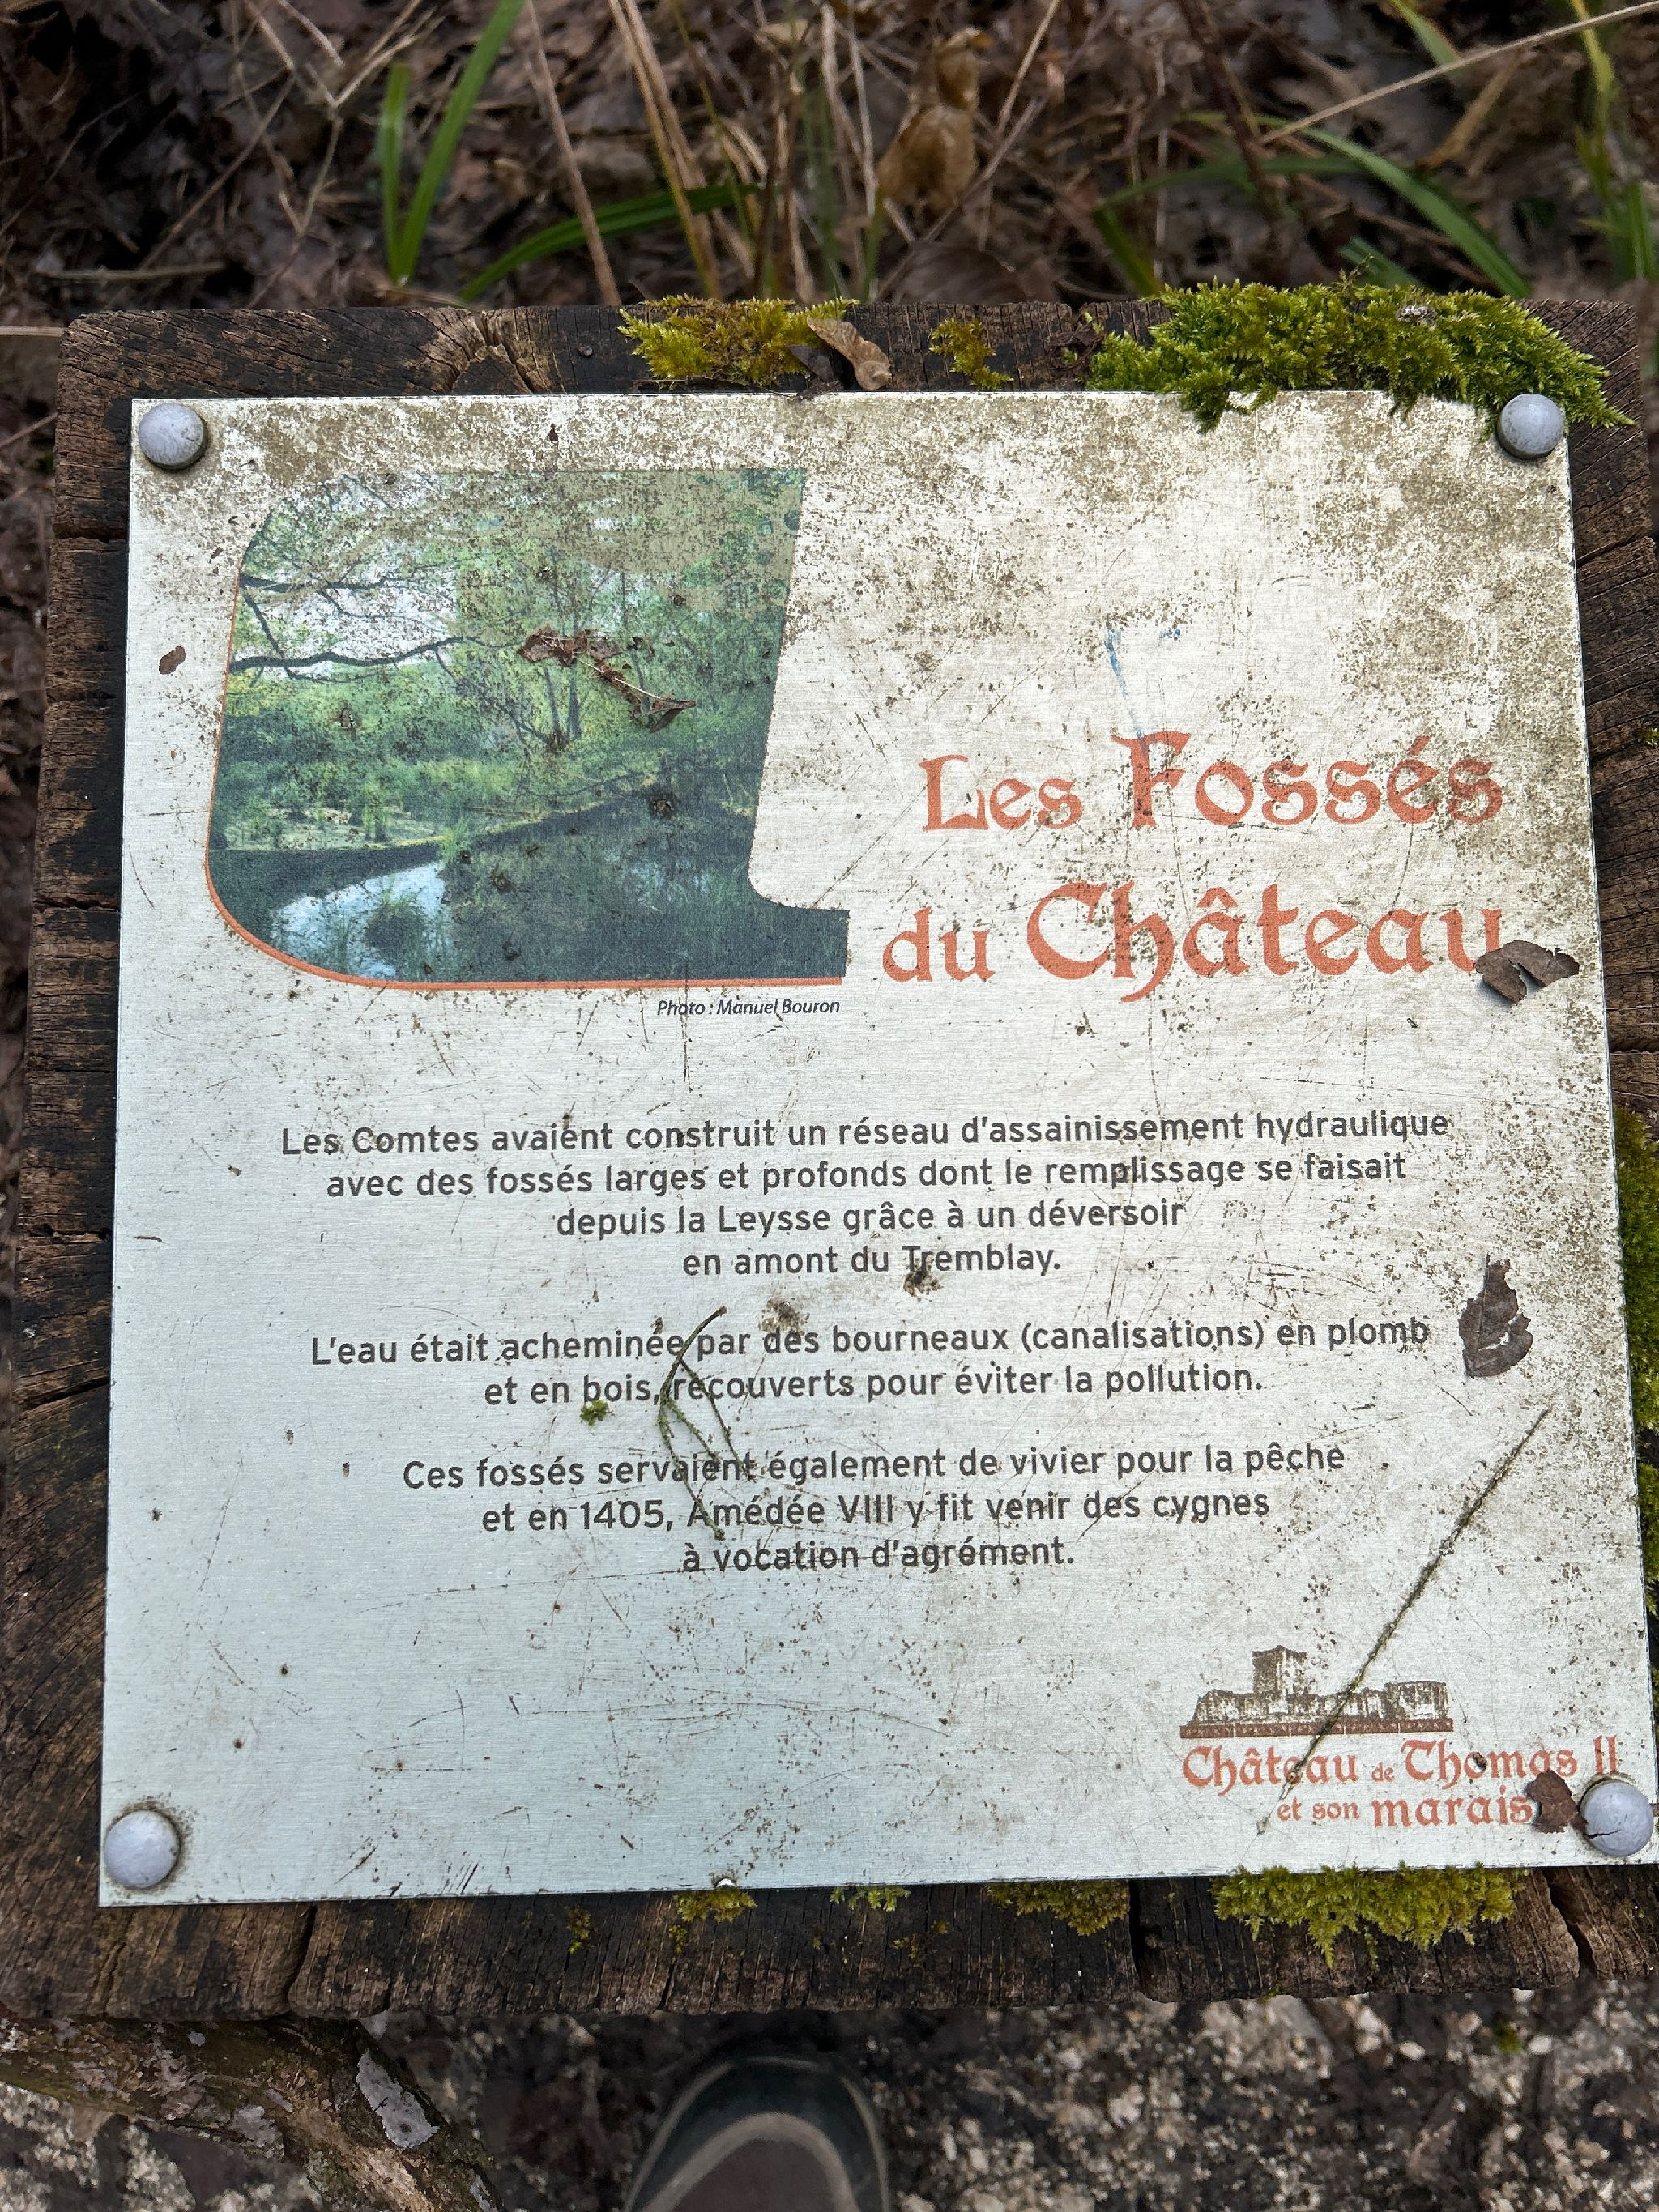 Les Fossés
du Château
Photo : Manuel Bouron
Les Comtes avaient construit un réseau d'assainissement hydraulique
avec des fossés larges et profonds dont le remplissage se faisait
depuis la Leysse grâce à un déversoir
en amont du Tremblay.
L'eau était acheminée par des bourneaux (canalisations) en plomb
et en bois, recouverts pour éviter la pollution.
Ces fossés servaient également de vivier pour la pêche
et en 1405, Amédée VIII y fit venir des cygnes
à vocation d'agrément.
Château de Thomas II
et son marais